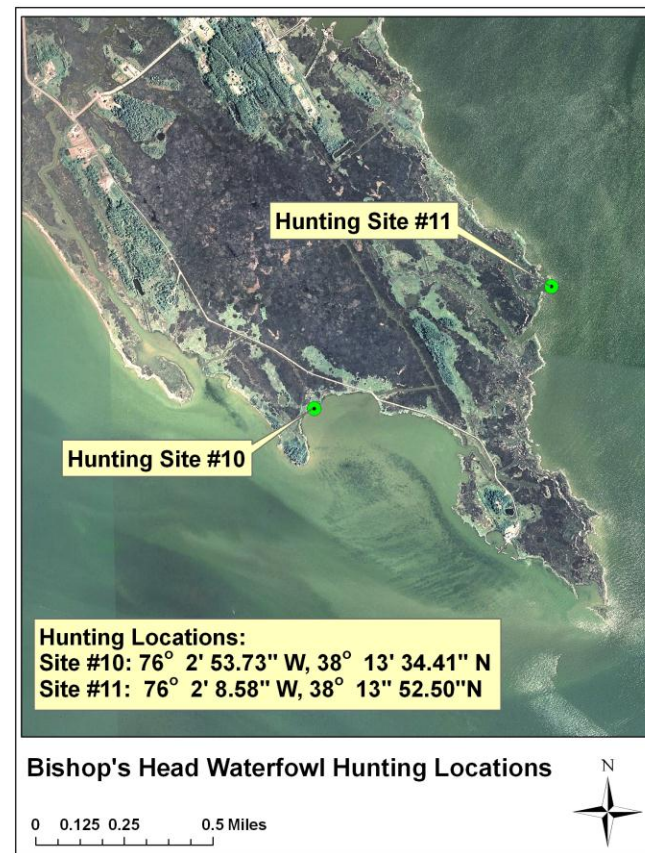 Hunting Site #11
Hunting Site #10
Hunting Locations:
Site #10: 76° 2' 53.73" W, 38° 13' 34.41" N
Site #11: 76° 2' 8.58" W, 38° 13" 52.50"N
Bishop's Head Waterfowl Hunting Locations
N
0 0.125 0.25 0.5 Miles